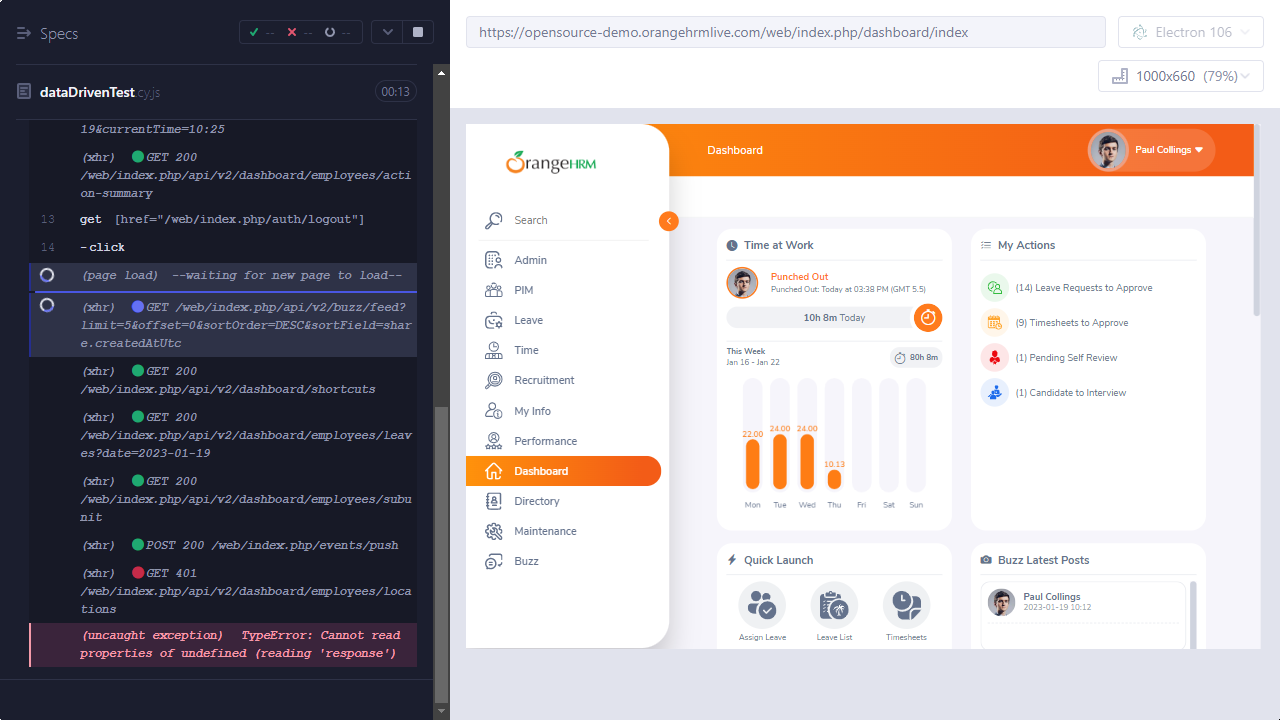 Specs
-- -- --
dataDrivenTest.cy.js
00:13
19&currentTime=10:25
(xhr) GET 200
/web/index.php/api/v2/dashboard/employees/acti
on-summary
13 get [href="/web/index.php/auth/logout"]
14 -click
(page load) --waiting for new page to load--
(xhr) GET /web/index.php/api/v2/buzz/feed?
limit=5&offset=0&sortOrder=DESC&sortField=shar
e.createdAtUtc
(xhr) GET 200
/web/index.php/api/v2/dashboard/shortcuts
(xhr) GET 200
/web/index.php/api/v2/dashboard/employees/leav
es?date=2023-01-19
(xhr) GET 200
/web/index.php/api/v2/dashboard/employees/subu
nit
(xhr) POST 200 /web/index.php/events/push
(xhr) GET 401
/web/index.php/api/v2/dashboard/employees/loca
tions
(uncaught exception) TypeError: Cannot read
properties of undefined (reading 'response')
https://opensource-demo.orangehrmlive.com/web/index.php/dashboard/index
Electron 106
1000x660 (79%)
OrangeHRM
Search
Admin
PIM
Leave
Time
Recruitment
My Info
Performance
Dashboard
Directory
Maintenance
Buzz
Dashboard
Paul Collings
Time at Work
Punched Out
Punched Out: Today at 03:38 PM (GMT 5.5)
10h 8m Today
This Week
Jan 16 - Jan 22
80h 8m
22.00 24.00 24.00 10.13
Mon Tue Wed Thu Fri Sat Sun
My Actions
(14) Leave Requests to Approve
(9) Timesheets to Approve
(1) Pending Self Review
(1) Candidate to Interview
Quick Launch
Assign Leave Leave List Timesheets
Buzz Latest Posts
Paul Collings
2023-01-19 10:12